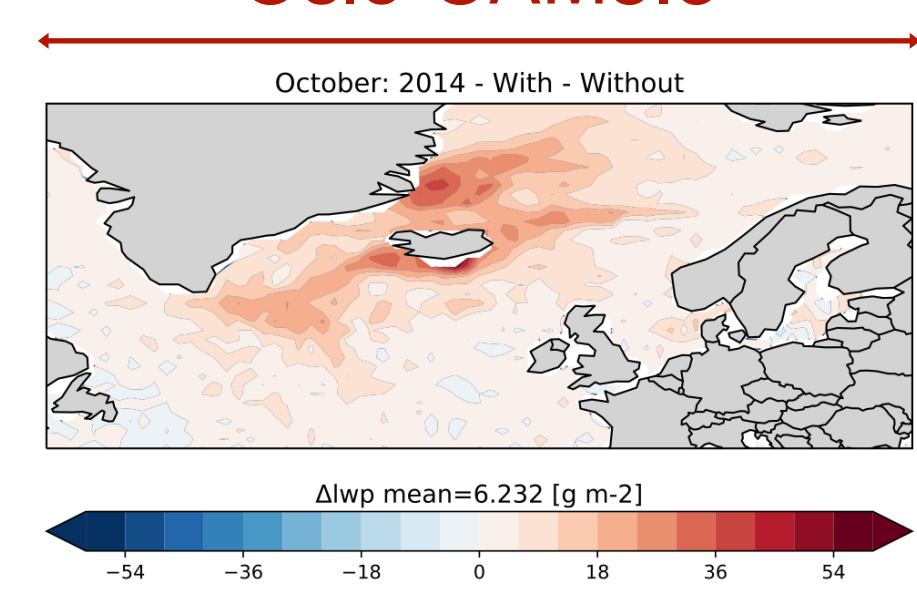 October: 2014 - With - Without
Δlwp mean=6.232 [g m-2]
−54 −36 −18 0 18 36 54